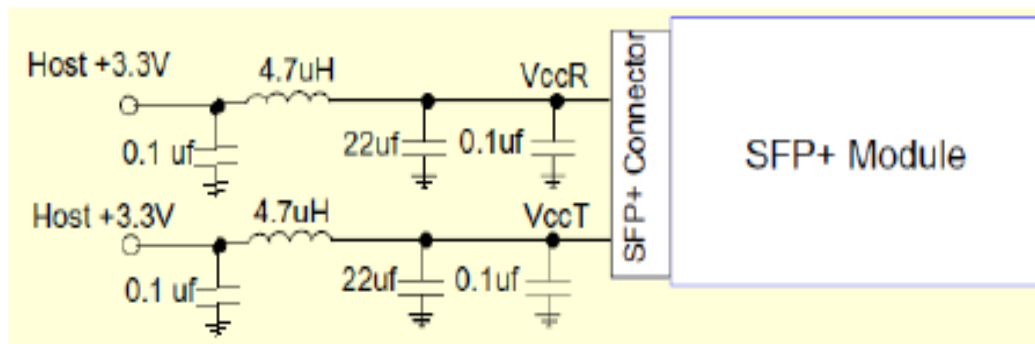 Host +3.3V
4.7uH
VccR
0.1 uf
22uf
0.1uf
SFP+ Connector
SFP+ Module
Host +3.3V
4.7uH
VccT
0.1 uf
22uf
0.1uf